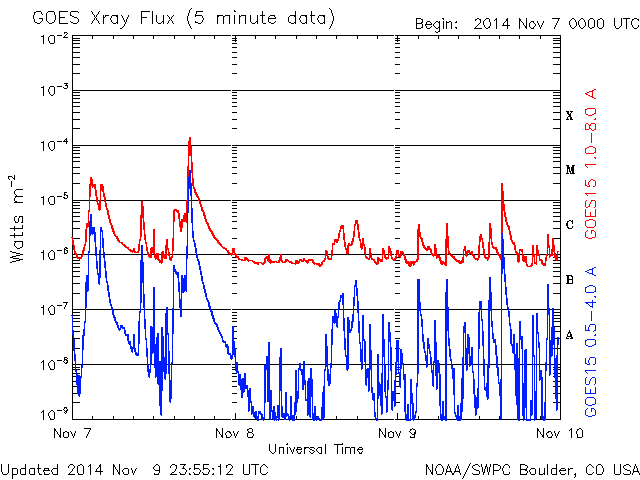 GOES Xray Flux (5 minute data)
Begin: 2014 Nov 7 0000 UTC
10-2
10-3
10-4
10-5
10-6
10-7
10-8
10-9
Watts m-2
X
M
C
B
A
GOES15 1.0-8.0 A
GOES15 0.5-4.0 A
Nov 7
Nov 8
Nov 9
Nov 10
Universal Time
Updated 2014 Nov 9 23:55:12 UTC
NOAA/SWPC Boulder, CO USA